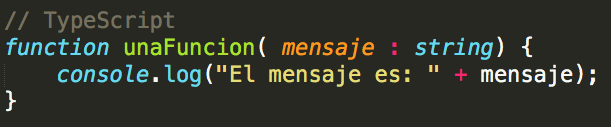 // TypeScript
function unaFuncion( mensaje : string) {
    console.log("El mensaje es: " + mensaje);
}